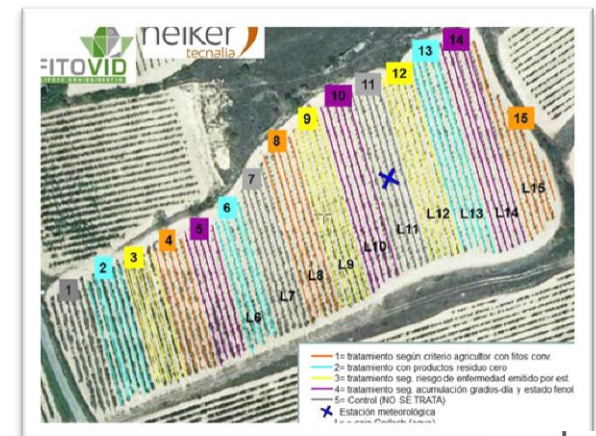 FITOVID
neiker
tecnalia
14
13
12
11
10
9
8
7
6
5
4
3
2
1
15
L15
L14
L13
L12
L11
L10
L9
L8
L7
L6
1= tratamiento según criterio agricultor con fitos conv.
2= tratamiento con productos residuo cero
3= tratamiento seg. riesgo de enfermedad emitido por est.
4= tratamiento seg. acumulación grados-día y estado fenol
5= Control (NO SE TRATA)
Estación meteorológica